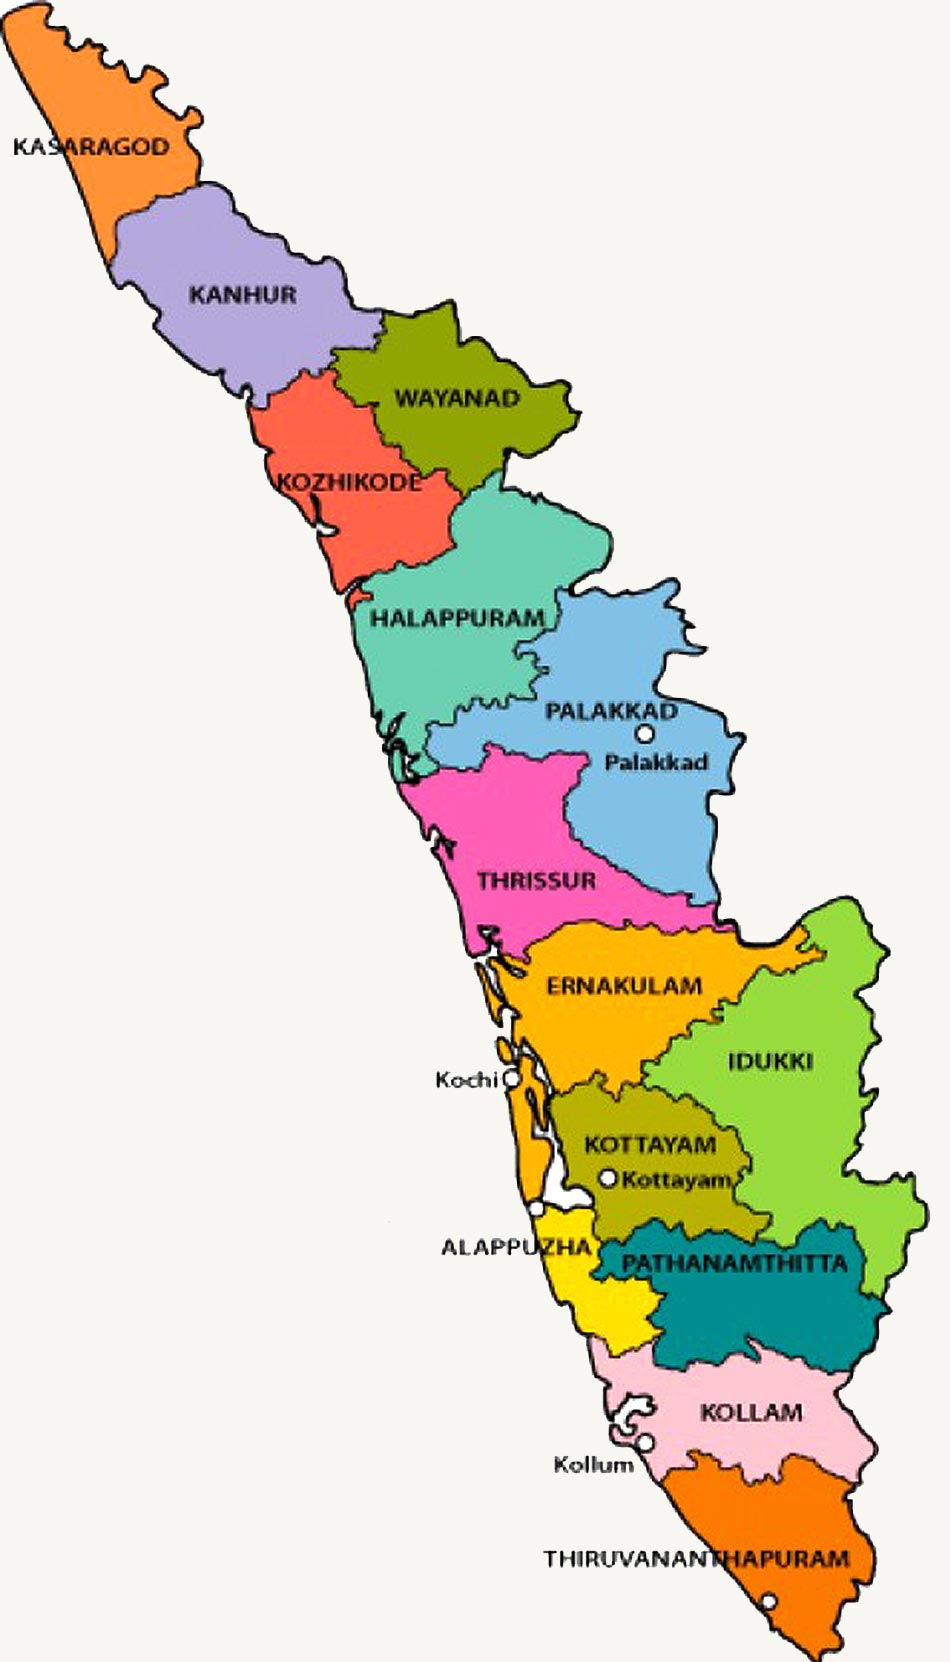 KASARAGOD
KANHUR
WAYANAD
KOZHIKODE
HALAPPURAM
PALAKKAD
Palakkad
THRISSUR
ERNAKULAM
IDUKKI
Kochi
KOTTAYAM
Kottayam
ALAPPUZHA
PATHANAMTHITTA
KOLLAM
Kollum
THIRUVANANTHAPURAM